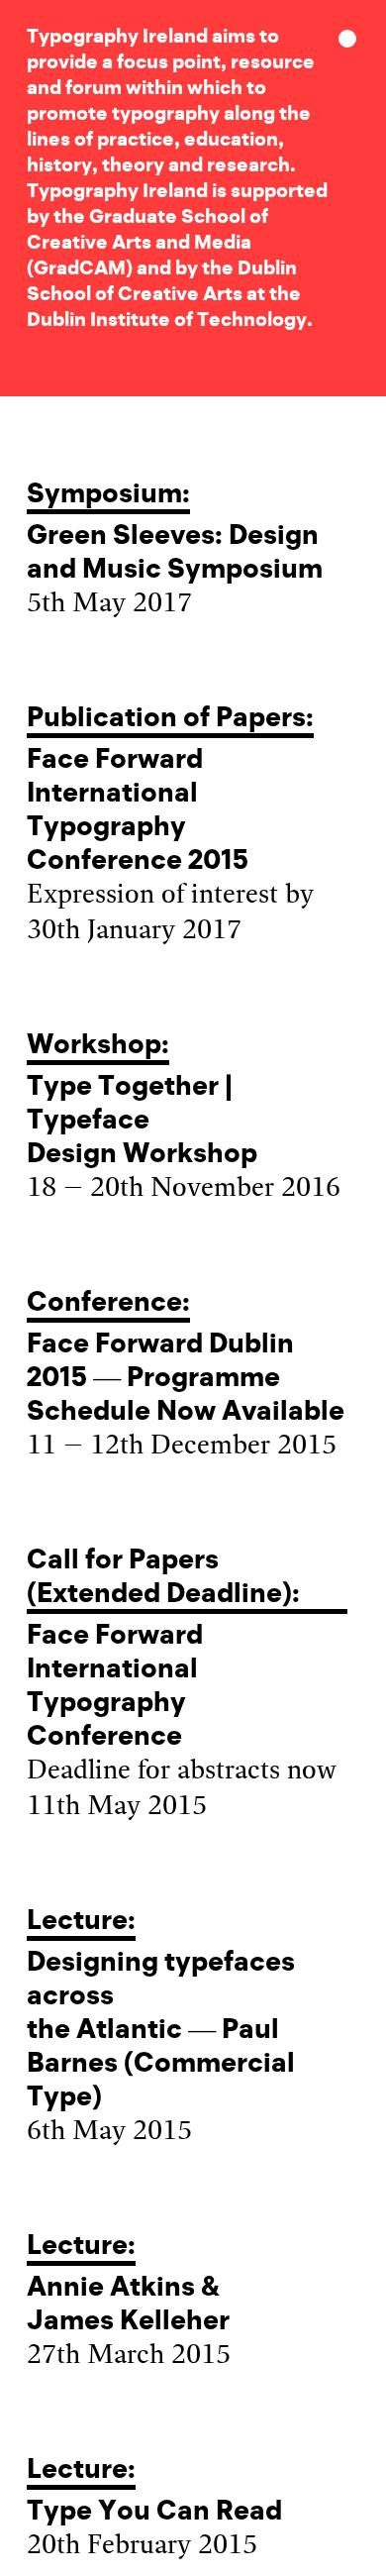 Typography Ireland aims to
provide a focus point, resource
and forum within which to
promote typography along the
lines of practice, education,
history, theory and research.
Typography Ireland is supported
by the Graduate School of
Creative Arts and Media
(GradCAM) and by the Dublin
School of Creative Arts at the
Dublin Institute of Technology.
Symposium:
Green Sleeves: Design
and Music Symposium
5th May 2017
Publication of Papers:
Face Forward
International
Typography
Conference 2015
Expression of interest by
30th January 2017
Workshop:
Type Together |
Typeface
Design Workshop
18 – 20th November 2016
Conference:
Face Forward Dublin
2015 — Programme
Schedule Now Available
11 – 12th December 2015
Call for Papers
(Extended Deadline):
Face Forward
International
Typography
Conference
Deadline for abstracts now
11th May 2015
Lecture:
Designing typefaces
across
the Atlantic — Paul
Barnes (Commercial
Type)
6th May 2015
Lecture:
Annie Atkins &
James Kelleher
27th March 2015
Lecture:
Type You Can Read
20th February 2015